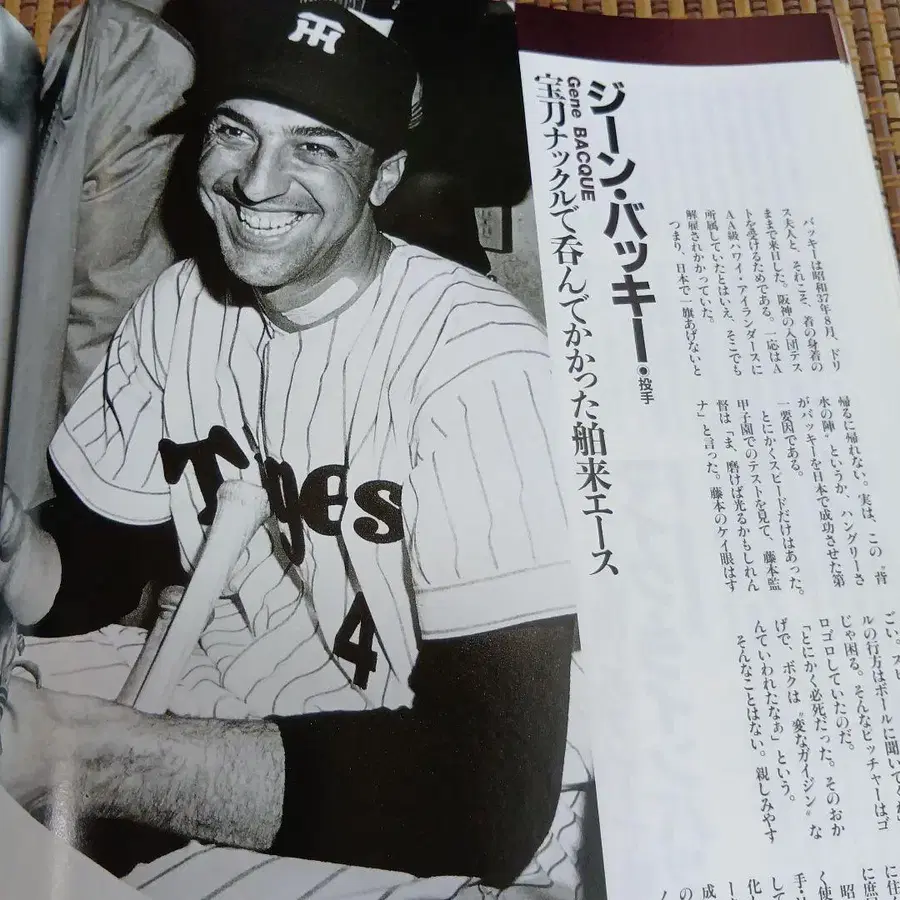 TH
Tigers
4
ジーン・バッキー・投手
Gene BACQUE
宝刀ナックルで呑んでかかった舶来エース
バッキーは昭和37年8月、ドリ
ス夫人と、それこそ、着の身着の
ままで来日した。阪神の入団テス
トを受けるためである。一応はA
AA級ハワイ・アイランダースに
所属していたとはいえ、そこでも
解雇されかかっていた。
つまり、日本で一旗あげないと
帰るに帰れない。実は、この〝背
水の陣〟というか、ハングリーさ
がバッキーを日本で成功させた第
一要因である。
とにかくスピードだけはあった。
甲子園でのテストを見て、藤本監
督は「ま、磨けば光るかもしれん
ナ」と言った。藤本のケイ眼はす
ごい。スピ
ルの行方はボールに聞いてくれ
じゃ困る。そんなピッチャーはゴ
ロゴロしていたのだ。
「とにかく必死だった。そのおか
げで、ボクは〝変なガイジン〟な
んていわれたなぁ」という。
そんなことはない。親しみやす